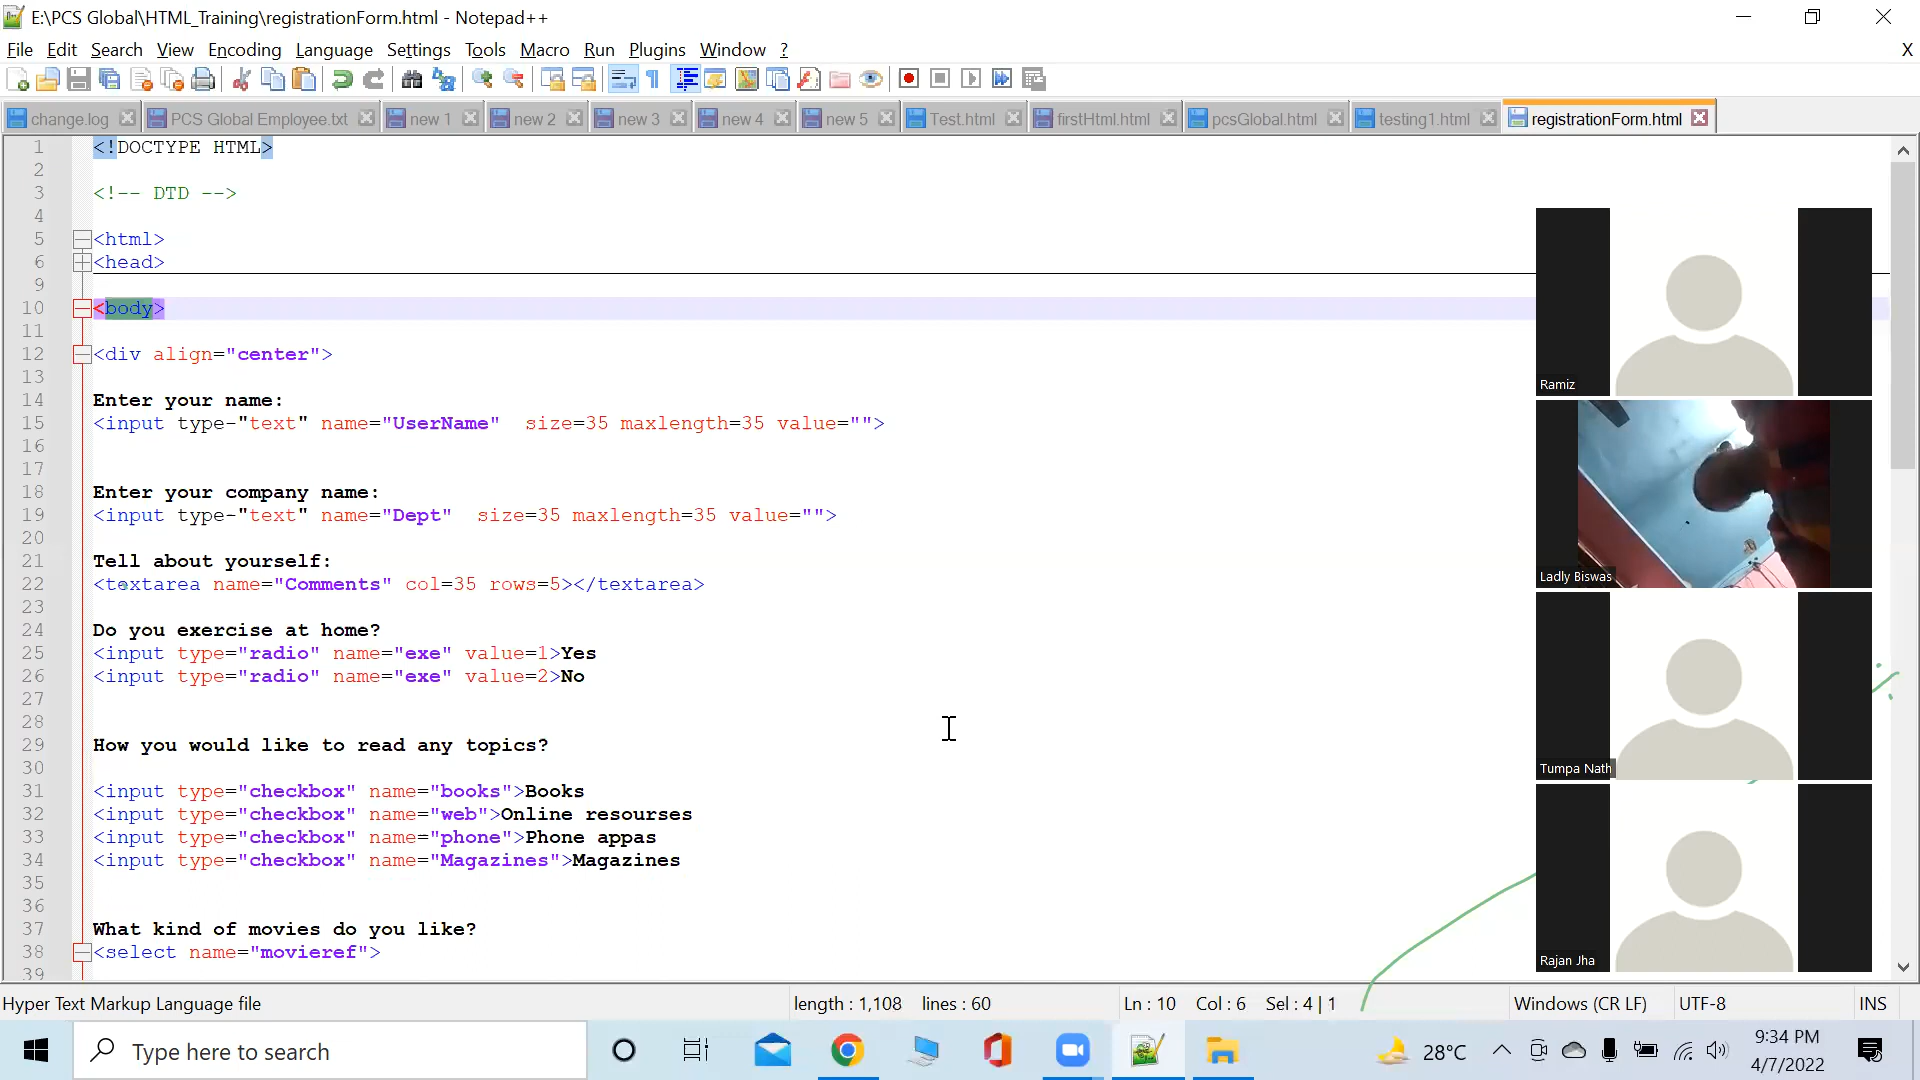 E:\PCS Global\HTML_Training\registrationForm.html - Notepad++
File Edit Search View Encoding Language Settings Tools Macro Run Plugins Window ? X
change.log PCS Global Employee.txt new 1 new 2 new 3 new 4 new 5 Test.html firstHtml.html pcsGlobal.html testing1.html registrationForm.html
1 <!DOCTYPE HTML>
2
3 <!-- DTD -->
4
5 <html>
6 <head>
9
10 <body>
11
12 <div align="center">
13
14 Enter your name:
15 <input type-"text" name="UserName" size=35 maxlength=35 value="">
16
17
18 Enter your company name:
19 <input type-"text" name="Dept" size=35 maxlength=35 value="">
20
21 Tell about yourself:
22 <textarea name="Comments" col=35 rows=5></textarea>
23
24 Do you exercise at home?
25 <input type="radio" name="exe" value=1>Yes
26 <input type="radio" name="exe" value=2>No
27
28
29 How you would like to read any topics?
30
31 <input type="checkbox" name="books">Books
32 <input type="checkbox" name="web">Online resourses
33 <input type="checkbox" name="phone">Phone appas
34 <input type="checkbox" name="Magazines">Magazines
35
36
37 What kind of movies do you like?
38 <select name="movieref">
39
Ramiz
Ladly Biswas
Tumpa Nath
Rajan Jha
Hyper Text Markup Language file length : 1,108 lines : 60 Ln : 10 Col : 6 Sel : 4 | 1 Windows (CR LF) UTF-8 INS
Type here to search 28°C 9:34 PM
4/7/2022